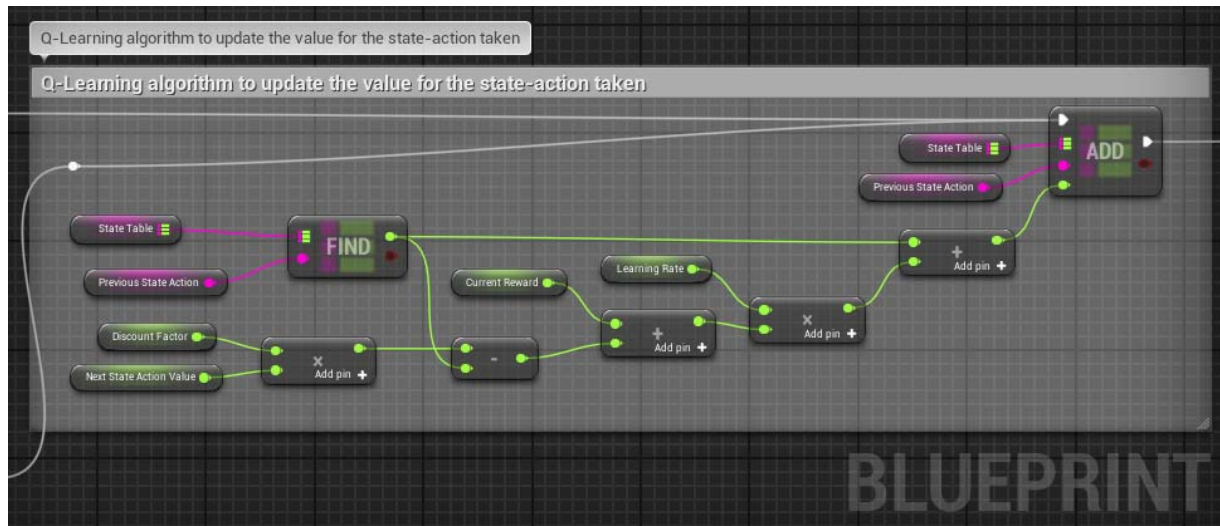 Q-Learning algorithm to update the value for the state-action taken
Q-Learning algorithm to update the value for the state-action taken
State Table
ADD
Previous State Action
State Table
FIND
+
Add pin +
Previous State Action
Current Reward
Learning Rate
Discount Factor
+
Add pin +
×
Add pin +
Next State Action Value
×
Add pin +
-
BLUEPRINT